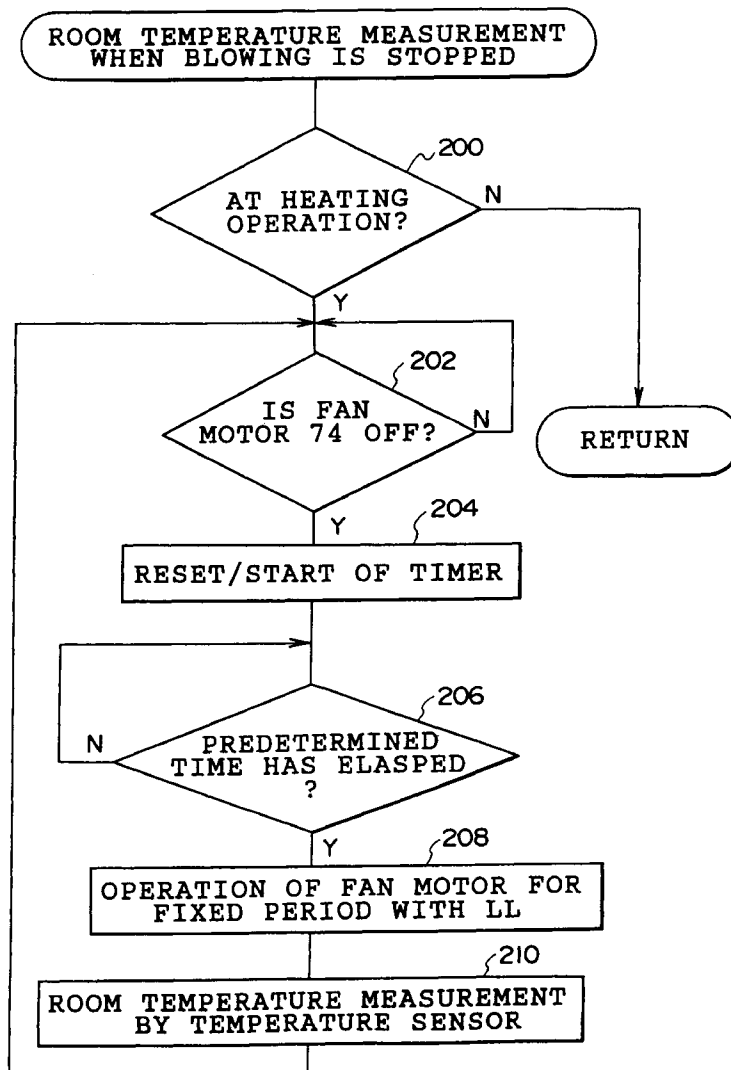 ROOM TEMPERATURE MEASUREMENT
WHEN BLOWING IS STOPPED
200
AT HEATING
OPERATION?
N
Y
202
IS FAN
MOTOR 74 OFF?
N
RETURN
Y
204
RESET/START OF TIMER
206
PREDETERMINED
TIME HAS ELASPED
?
N
Y
208
OPERATION OF FAN MOTOR FOR
FIXED PERIOD WITH LL
210
ROOM TEMPERATURE MEASUREMENT
BY TEMPERATURE SENSOR